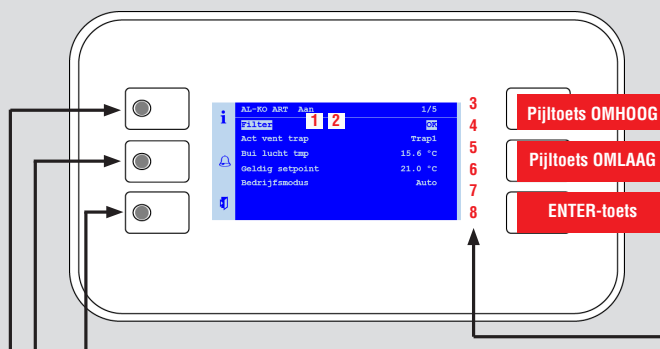 AL-KO ART Aan 1/5
Filter OK
Act vent trap Trap1
Bui lucht tmp 15.6 °C
Geldig setpoint 21.0 °C
Bedrijfsmodus Auto
1 2
3
4
5
6
7
8
Pijltoets OMHOOG
Pijltoets OMLAAG
ENTER-toets